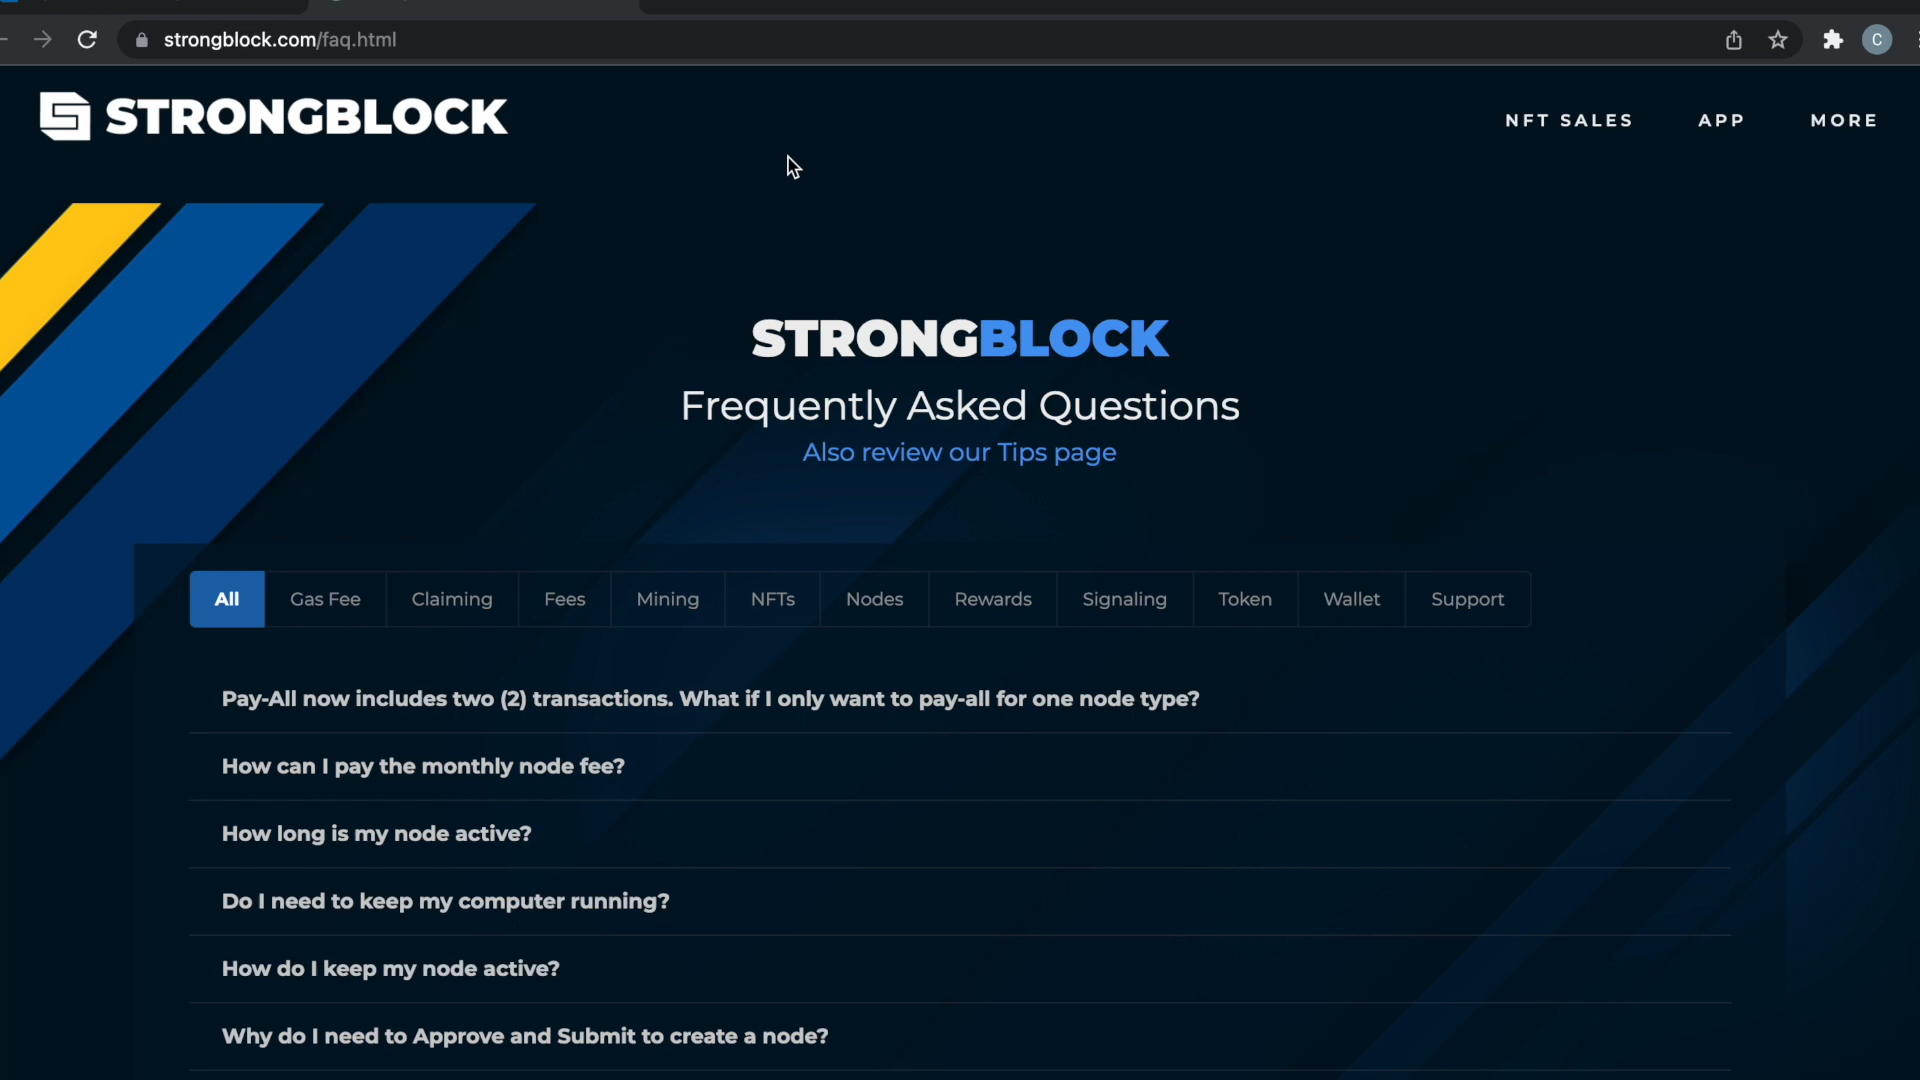 strongblock.com/faq.html
C
STRONGBLOCK
NFT SALES
APP
MORE
STRONGBLOCK
Frequently Asked Questions
Also review our Tips page
All
Gas Fee
Claiming
Fees
Mining
NFTs
Nodes
Rewards
Signaling
Token
Wallet
Support
Pay-All now includes two (2) transactions. What if I only want to pay-all for one node type?
How can I pay the monthly node fee?
How long is my node active?
Do I need to keep my computer running?
How do I keep my node active?
Why do I need to Approve and Submit to create a node?